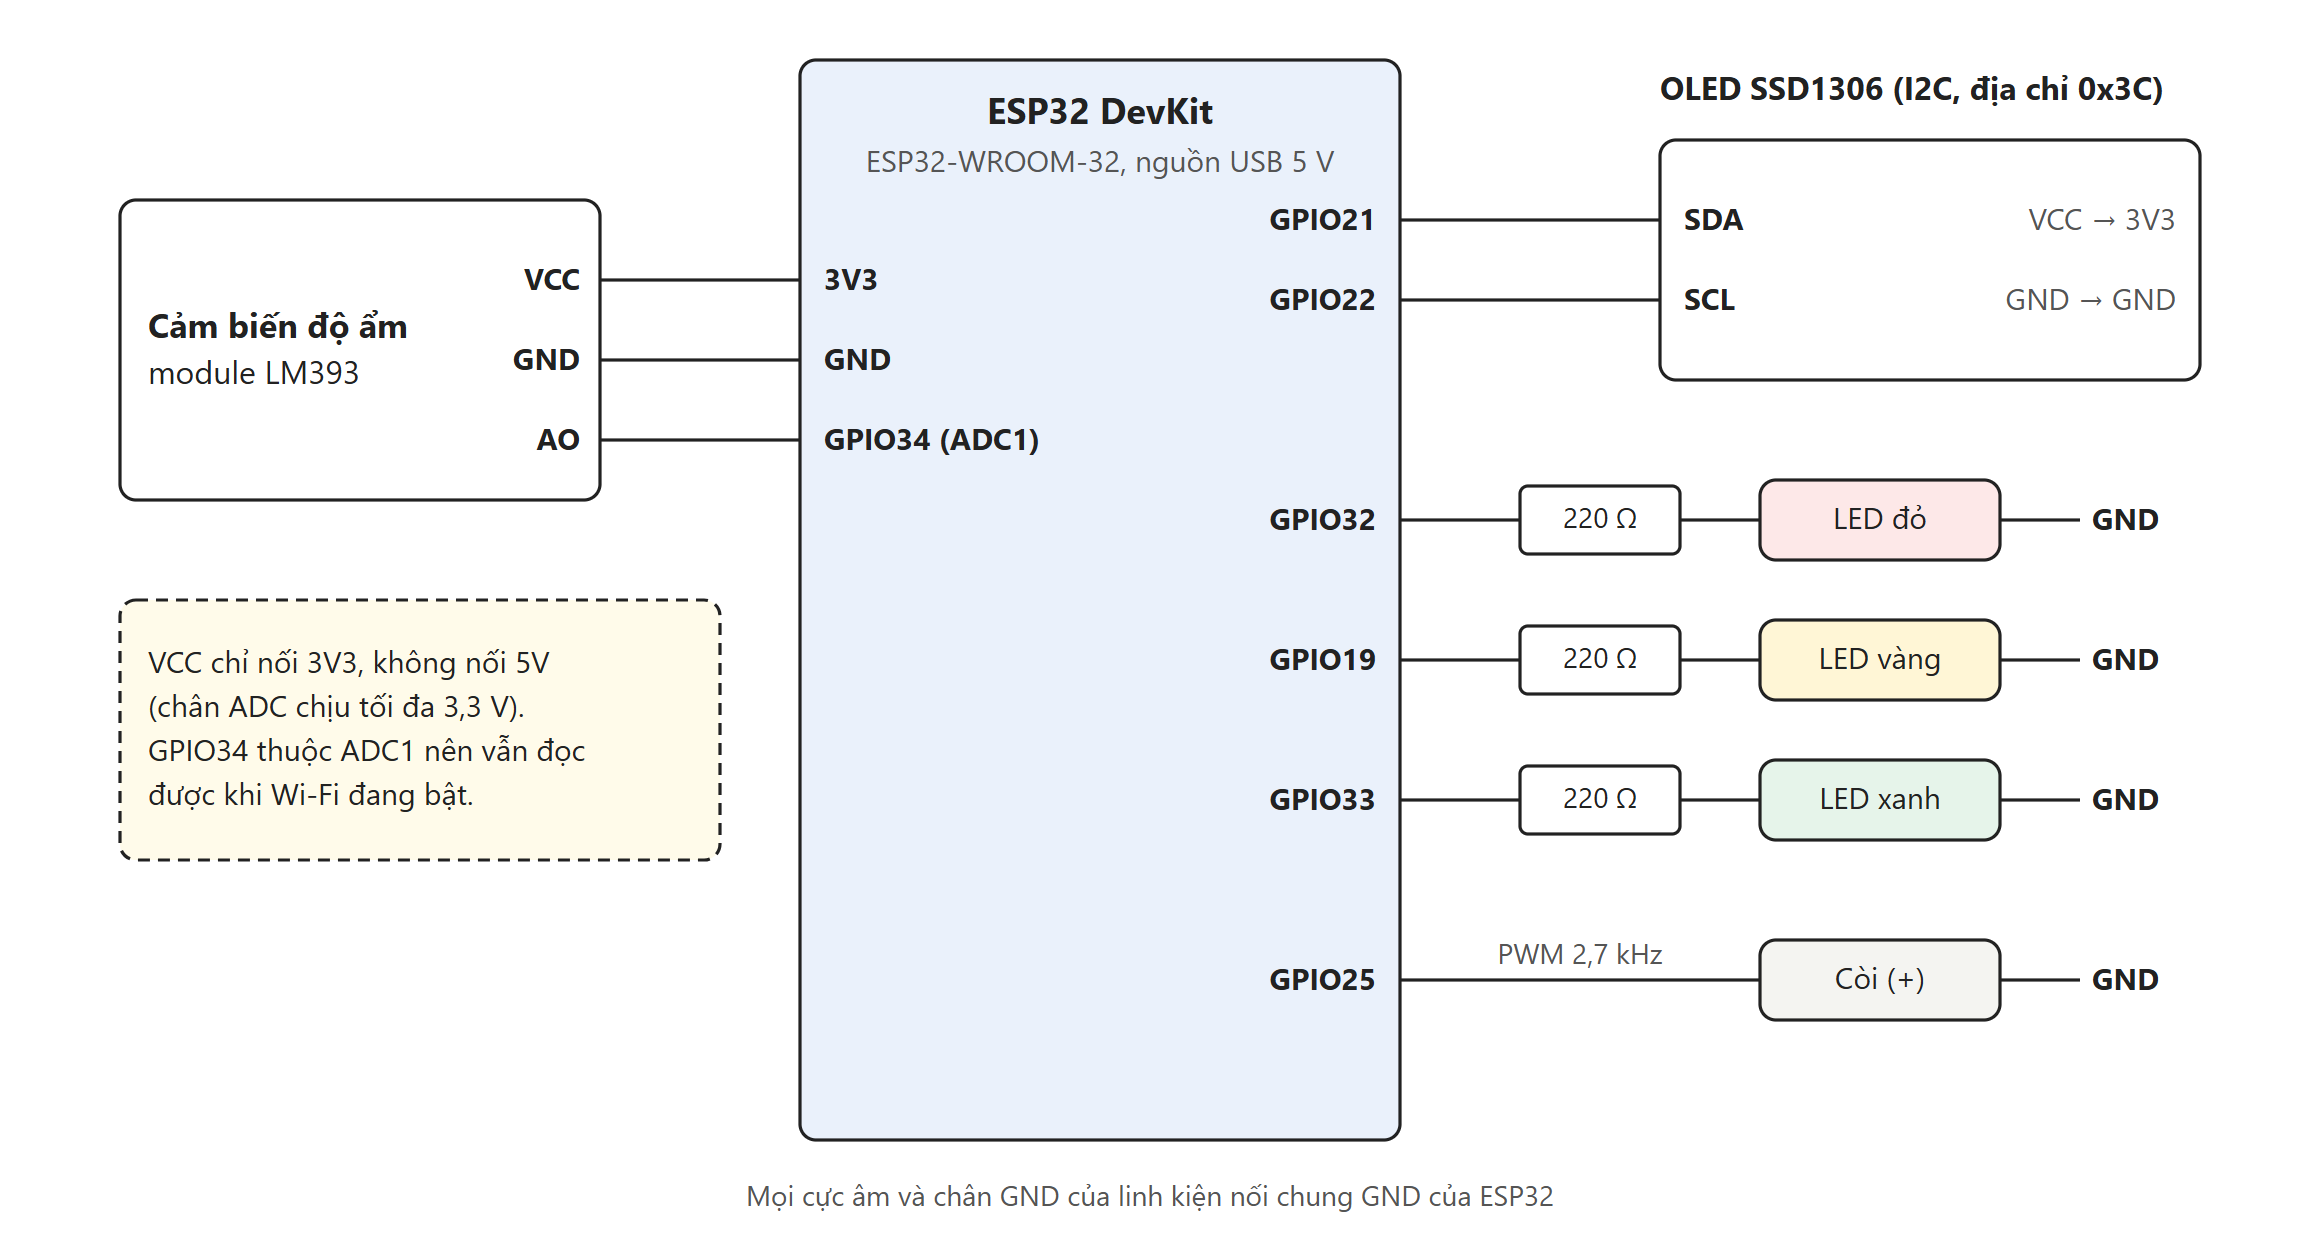 ESP32 DevKit
ESP32-WROOM-32, nguồn USB 5 V
OLED SSD1306 (I2C, địa chỉ 0x3C)
Cảm biến độ ẩm
module LM393
VCC
GND
AO
3V3
GND
GPIO34 (ADC1)
GPIO21
GPIO22
SDA
VCC → 3V3
SCL
GND → GND
GPIO32
220 Ω
LED đỏ
GND
GPIO19
220 Ω
LED vàng
GND
GPIO33
220 Ω
LED xanh
GND
GPIO25
PWM 2,7 kHz
Còi (+)
GND
VCC chỉ nối 3V3, không nối 5V
(chân ADC chịu tối đa 3,3 V).
GPIO34 thuộc ADC1 nên vẫn đọc
được khi Wi-Fi đang bật.
Mọi cực âm và chân GND của linh kiện nối chung GND của ESP32